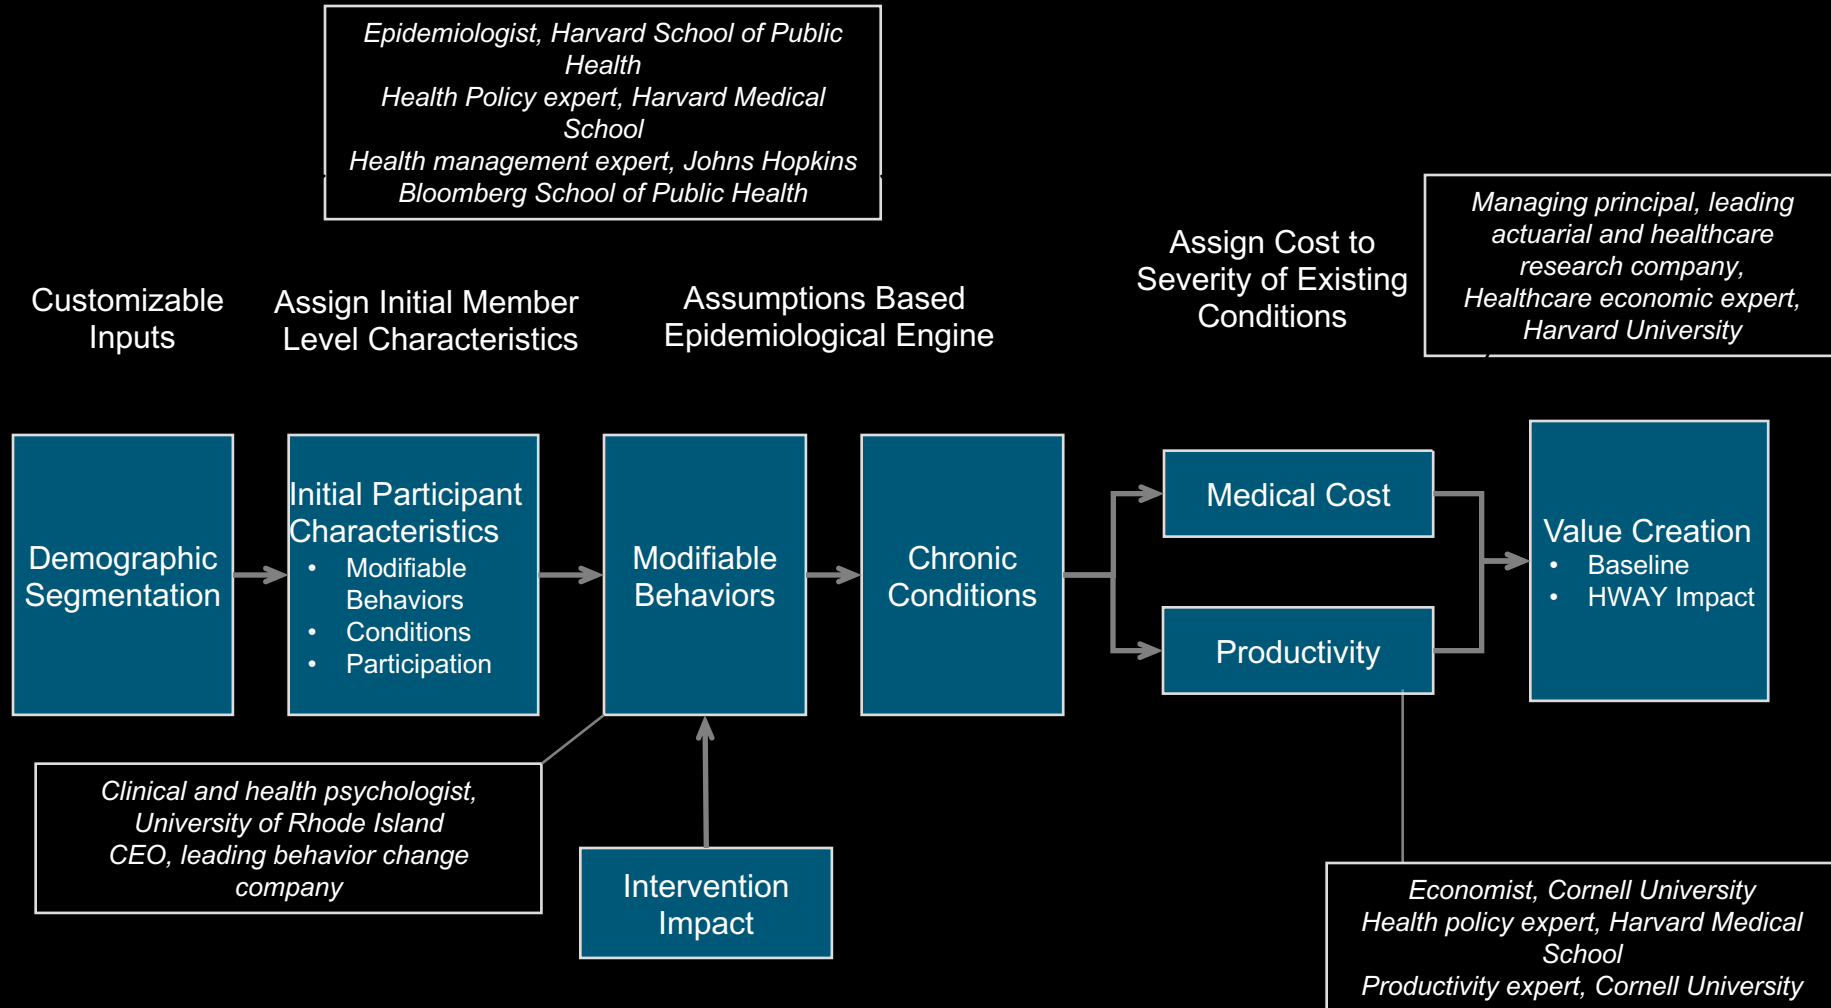 Epidemiologist, Harvard School of Public
Health
Health Policy expert, Harvard Medical
School
Health management expert, Johns Hopkins
Bloomberg School of Public Health
Managing principal, leading
actuarial and healthcare
research company,
Healthcare economic expert,
Harvard University
Customizable
Inputs
Assign Initial Member
Level Characteristics
Assumptions Based
Epidemiological Engine
Assign Cost to
Severity of Existing
Conditions
Demographic
Segmentation
Initial Participant
Characteristics
• Modifiable
Behaviors
• Conditions
• Participation
Modifiable
Behaviors
Chronic
Conditions
Medical Cost
Productivity
Value Creation
• Baseline
• HWAY Impact
Clinical and health psychologist,
University of Rhode Island
CEO, leading behavior change
company
Intervention
Impact
Economist, Cornell University
Health policy expert, Harvard Medical
School
Productivity expert, Cornell University